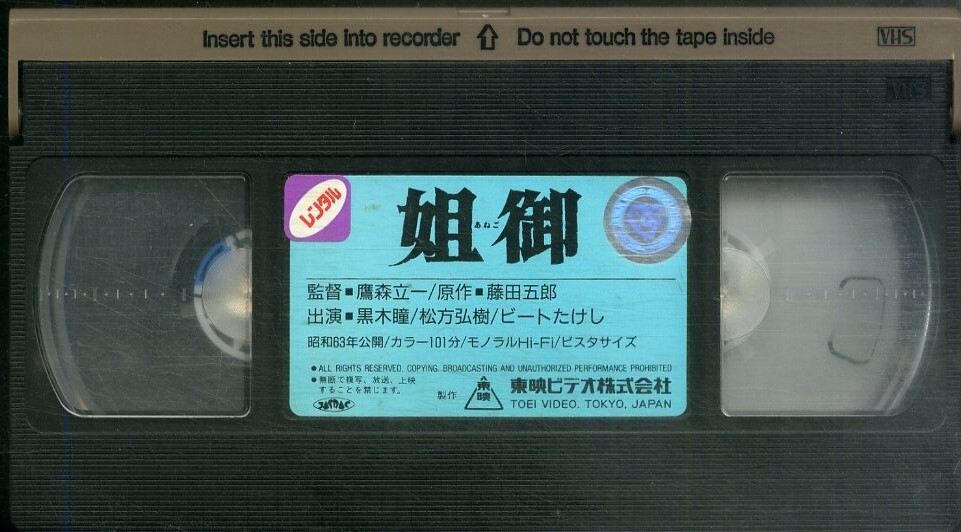 Insert this side into recorder ⇧ Do not touch the tape inside
VHS
VHS
レンタル
姐御
あねご
監督■鷹森立一/原作■藤田五郎
出演■黒木瞳/松方弘樹/ビートたけし
昭和63年公開/カラー101分/モノラルHi-Fi/ビスタサイズ
●ALL RIGHTS RESERVED. COPYING. BROADCASTING AND UNAUTHORIZED PERFORMANCE PROHIBITED
●無断で複写、放送、上映
することを禁じます。
製作 東映 東映ビデオ株式会社
TOEI VIDEO. TOKYO, JAPAN